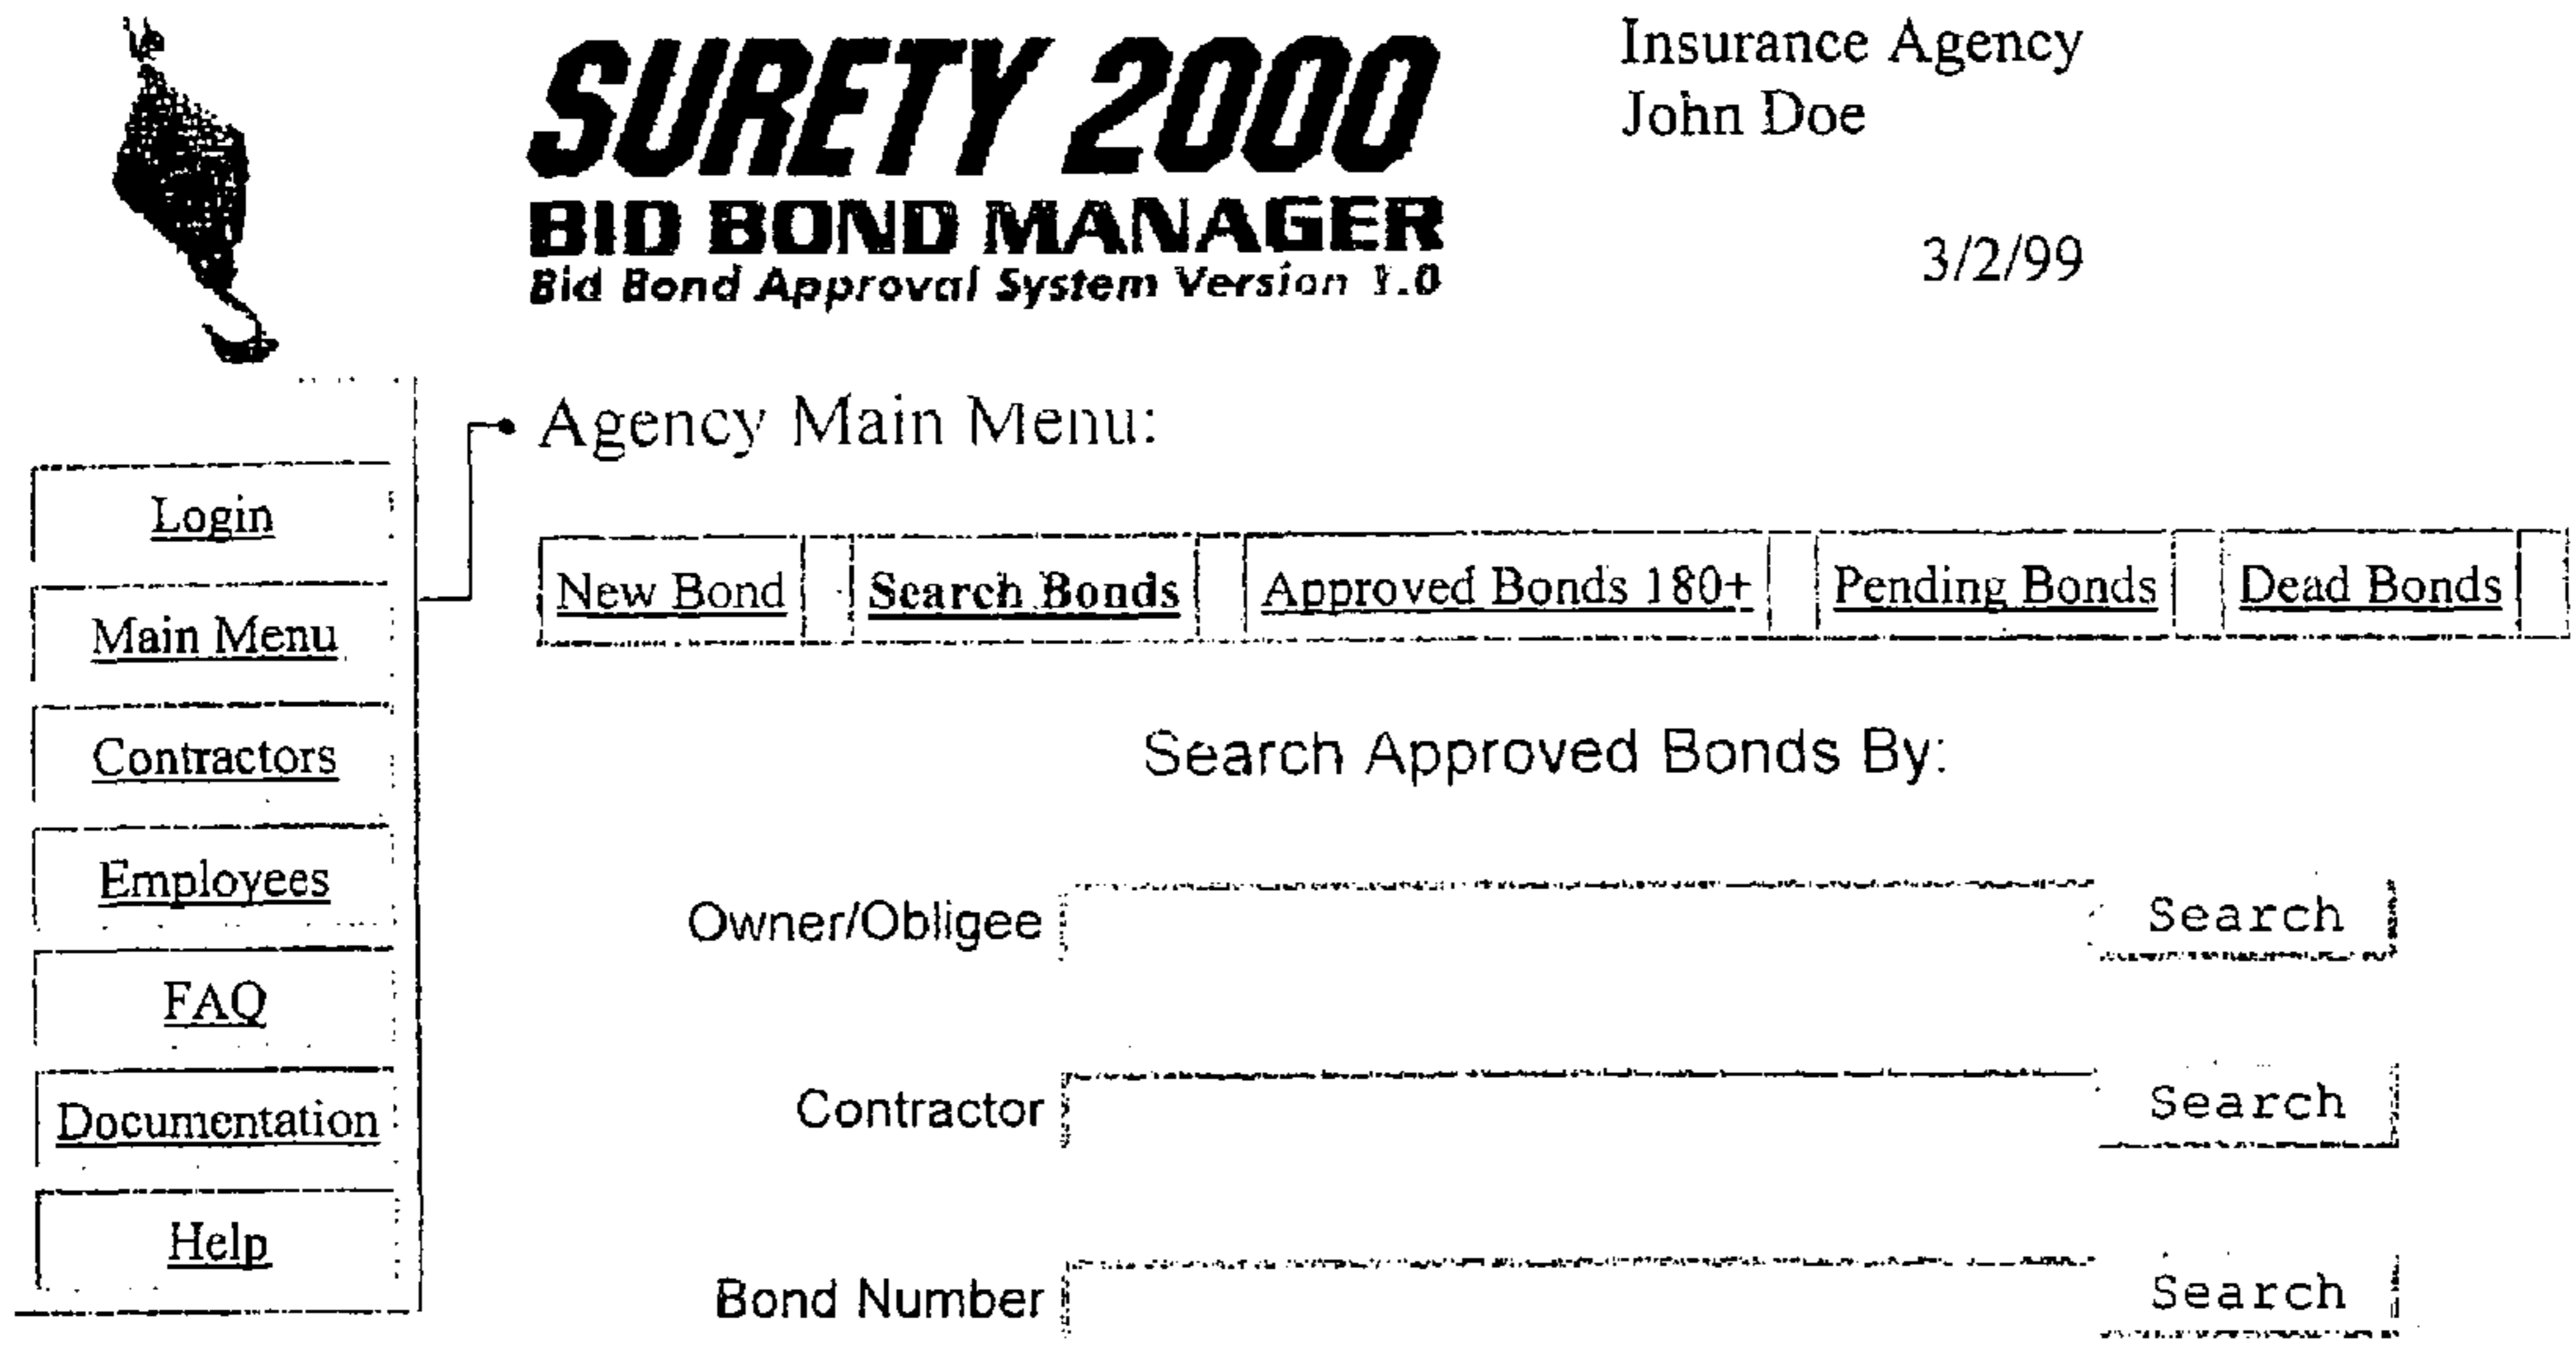 SURETY 2000
BID BOND MANAGER
Bid Bond Approval System Version 1.0
Insurance Agency
John Doe
3/2/99
Login
Main Menu
Contractors
Employees
FAQ
Documentation
Help
Agency Main Menu:
New Bond Search Bonds Approved Bonds 180+ Pending Bonds Dead Bonds
Search Approved Bonds By:
Owner/Obligee Search
Contractor Search
Bond Number Search